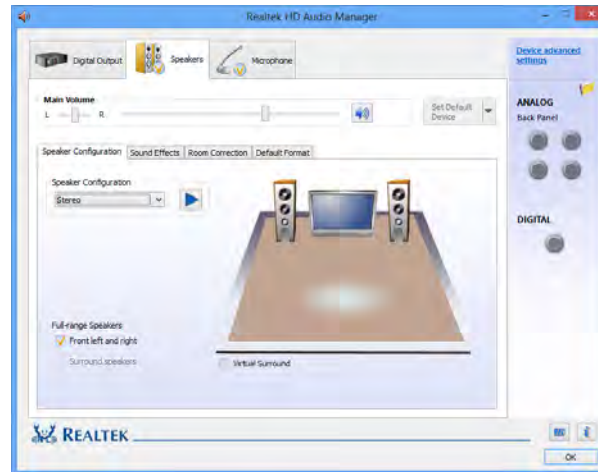 Realtek HD Audio Manager
Digital Output
Speakers
Microphone
Device advanced
settings
Main Volume
L
R
Set Default
Device
ANALOG
Back Panel
Speaker Configuration
Sound Effects
Room Correction
Default Format
Speaker Configuration
Stereo
DIGITAL
Full-range Speakers
Front left and right
Surround speakers
Virtual Surround
REALTEK
OK